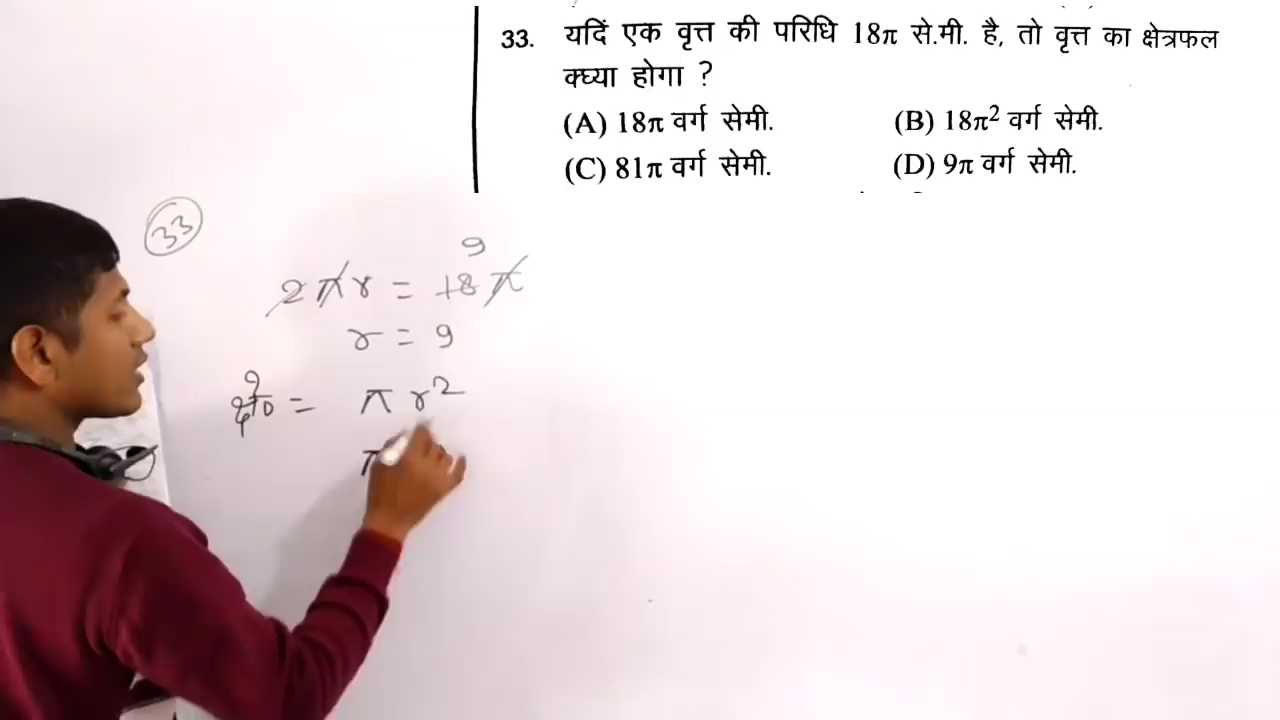 33. यदिं एक वृत्त की परिधि 18π से.मी. है, तो वृत्त का क्षेत्रफल
क्घ्या होगा ?
(A) 18π वर्ग सेमी. (B) 18π² वर्ग सेमी.
(C) 81π वर्ग सेमी. (D) 9π वर्ग सेमी.
33
9
2πr = 18π
r = 9
क्षे० = πr²
π